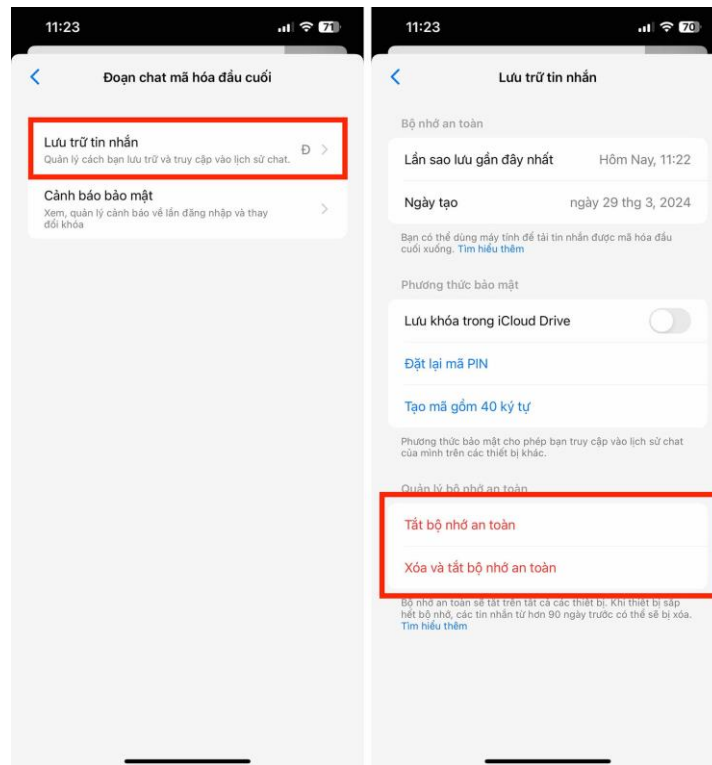 11:23
71
Đoạn chat mã hóa đầu cuối
Lưu trữ tin nhắn
Quản lý cách bạn lưu trữ và truy cập vào lịch sử chat.
Đ
Cảnh báo bảo mật
Xem, quản lý cảnh báo về lần đăng nhập và thay
đổi khóa
11:23
70
Lưu trữ tin nhắn
Bộ nhớ an toàn
Lần sao lưu gần đây nhất
Hôm Nay, 11:22
Ngày tạo
ngày 29 thg 3, 2024
Bạn có thể dùng máy tính để tải tin nhắn được mã hóa đầu
cuối xuống. Tìm hiểu thêm
Phương thức bảo mật
Lưu khóa trong iCloud Drive
Đặt lại mã PIN
Tạo mã gồm 40 ký tự
Phương thức bảo mật cho phép bạn truy cập vào lịch sử chat
của mình trên các thiết bị khác.
Quản lý bộ nhớ an toàn
Tắt bộ nhớ an toàn
Xóa và tắt bộ nhớ an toàn
Bộ nhớ an toàn sẽ tắt trên tất cả các thiết bị. Khi thiết bị sắp
hết bộ nhớ, các tin nhắn từ hơn 90 ngày trước có thể sẽ bị xóa.
Tìm hiểu thêm